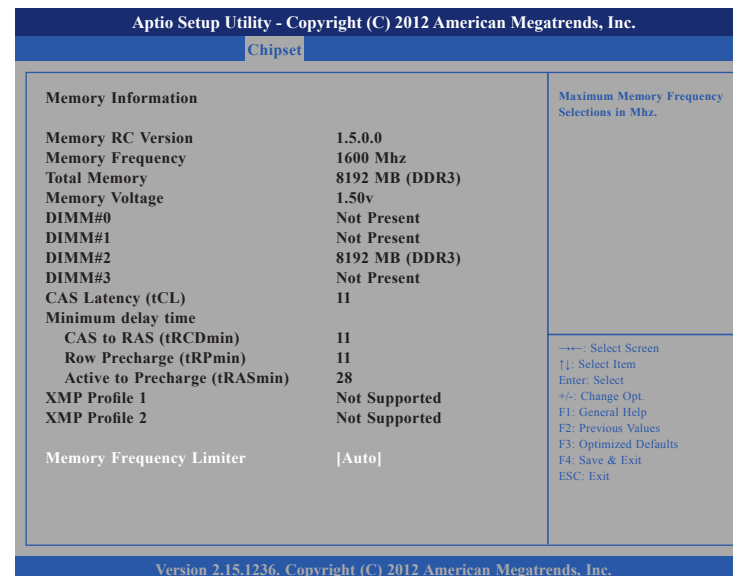 Aptio Setup Utility - Copyright (C) 2012 American Megatrends, Inc.
Chipset
Memory Information
Memory RC Version 1.5.0.0
Memory Frequency 1600 Mhz
Total Memory 8192 MB (DDR3)
Memory Voltage 1.50v
DIMM#0 Not Present
DIMM#1 Not Present
DIMM#2 8192 MB (DDR3)
DIMM#3 Not Present
CAS Latency (tCL) 11
Minimum delay time
CAS to RAS (tRCDmin) 11
Row Precharge (tRPmin) 11
Active to Precharge (tRASmin) 28
XMP Profile 1 Not Supported
XMP Profile 2 Not Supported
Memory Frequency Limiter [Auto]
Maximum Memory Frequency
Selections in Mhz.
→←: Select Screen
↑↓: Select Item
Enter: Select
+/-: Change Opt.
F1: General Help
F2: Previous Values
F3: Optimized Defaults
F4: Save & Exit
ESC: Exit
Version 2.15.1236. Copyright (C) 2012 American Megatrends, Inc.